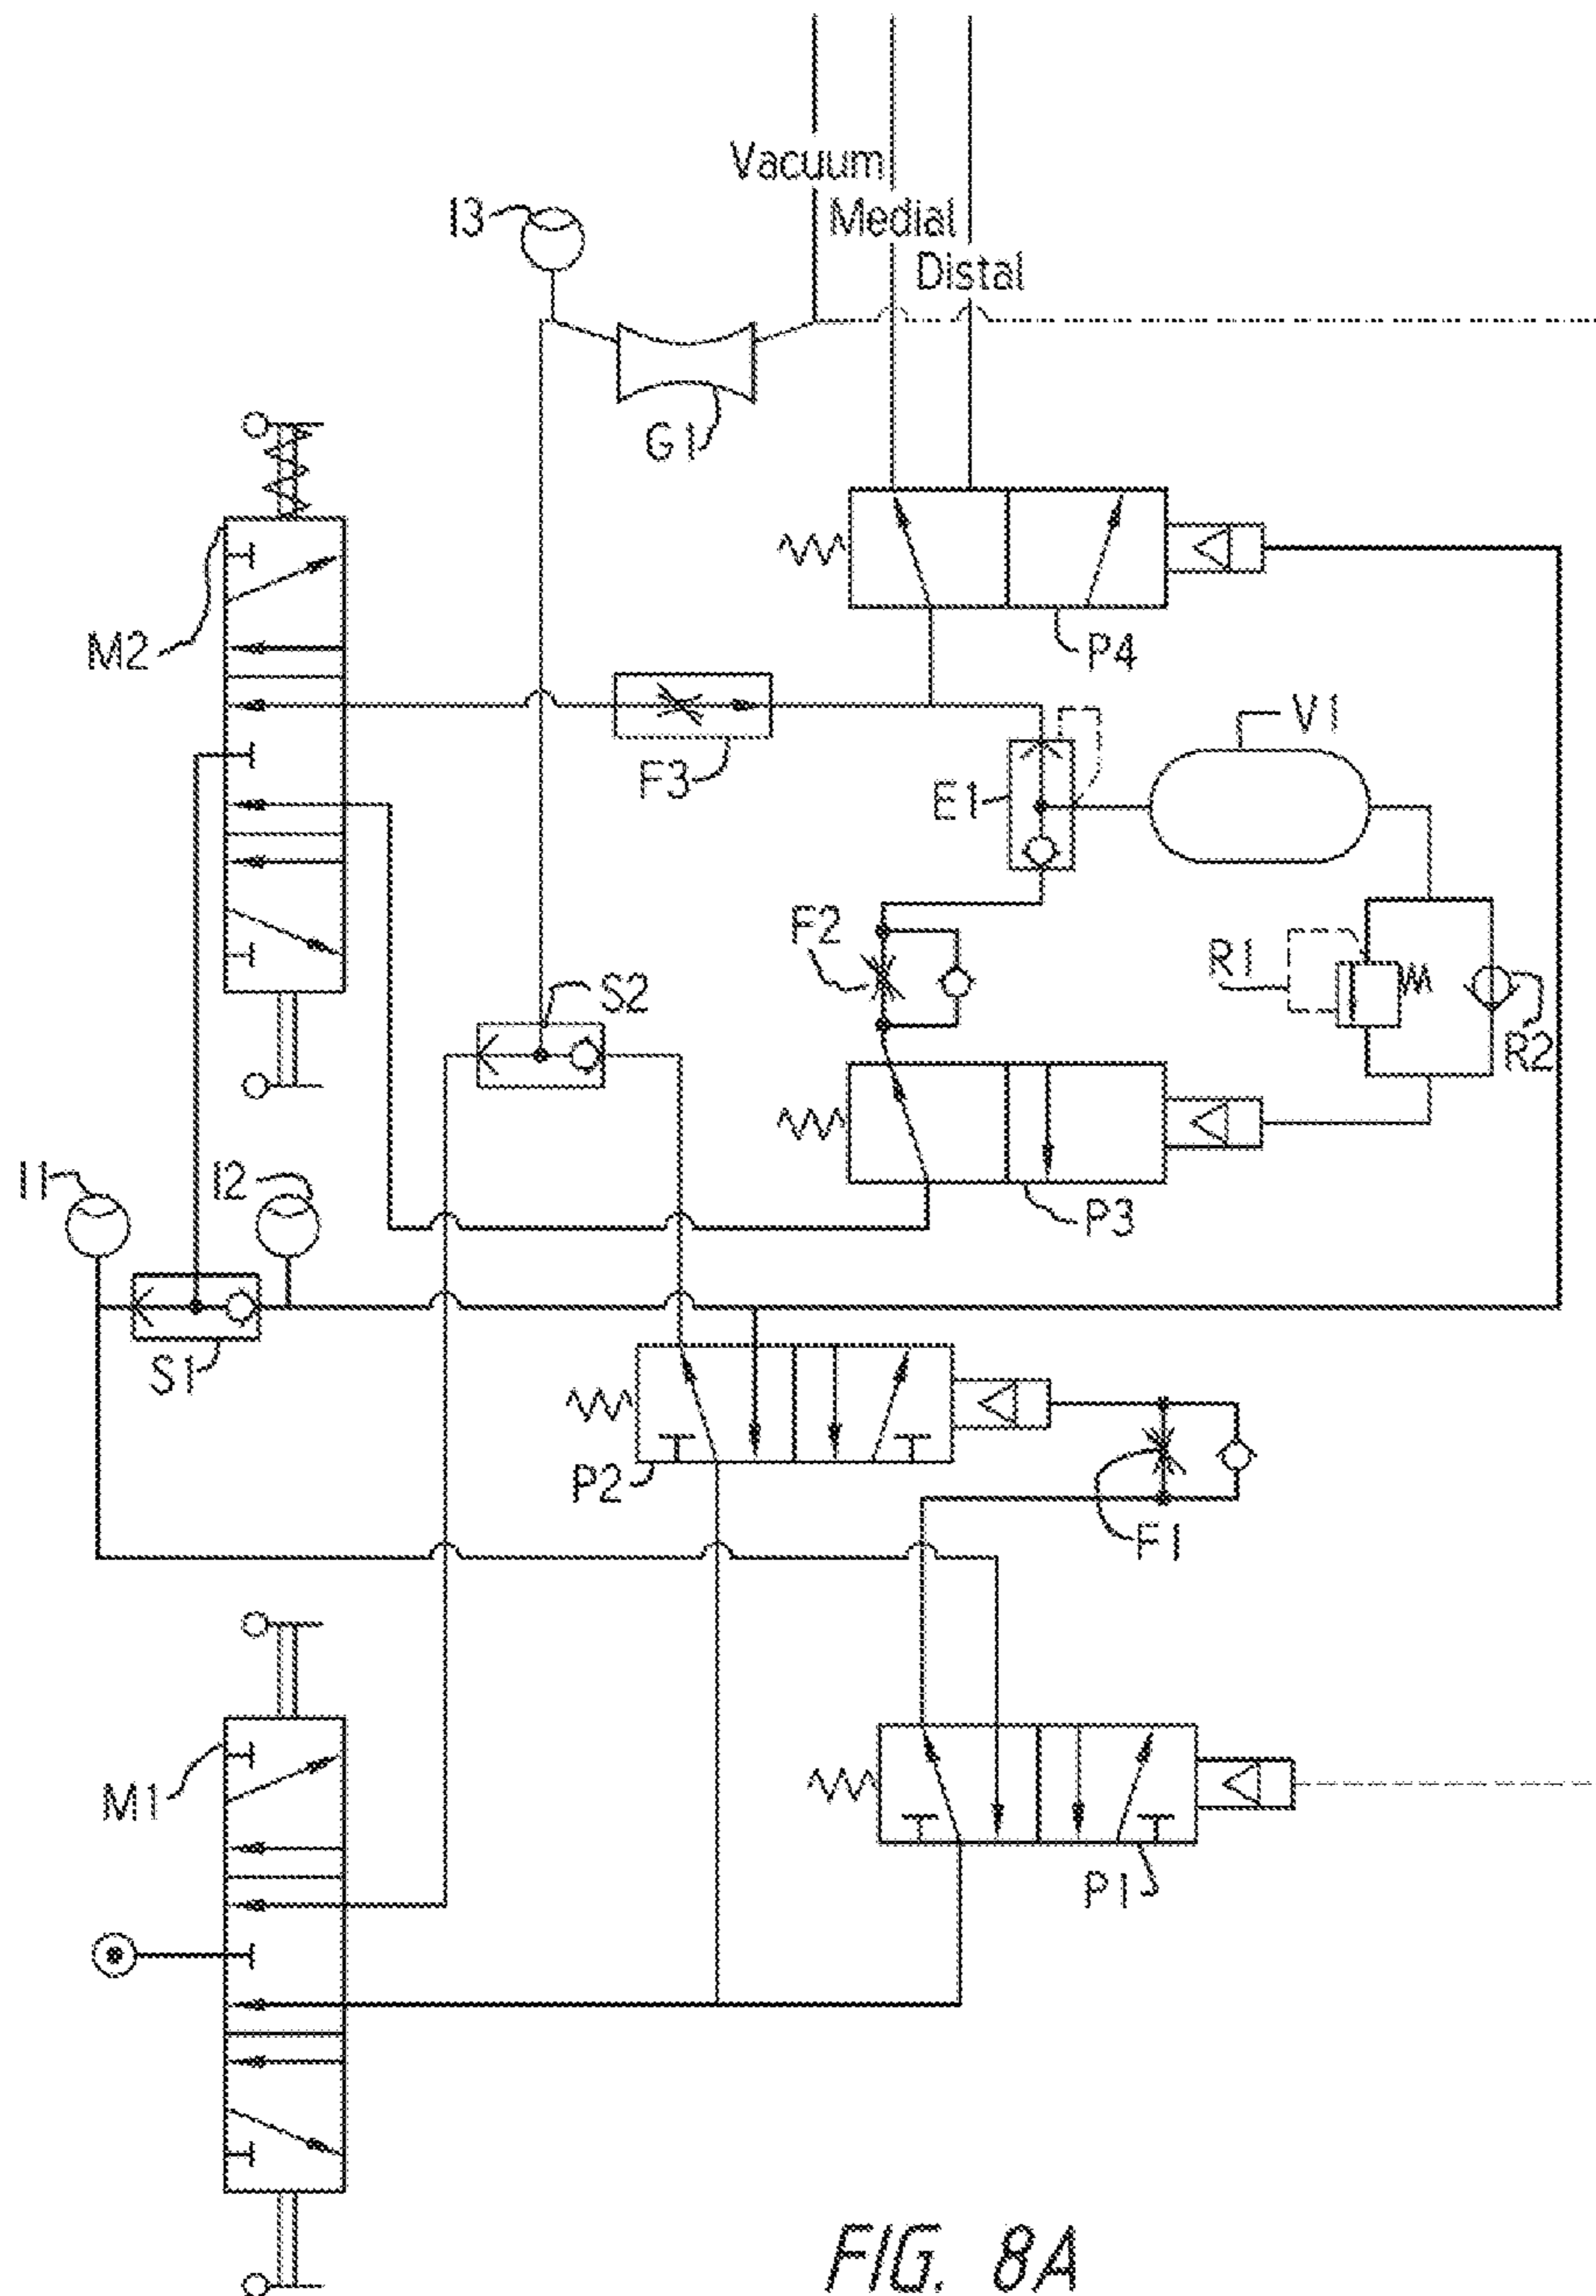 Vacuum
Medial
Distal
I3
G1
M2
P4
V1
F3
E1
F2
R1
S2
R2
I1
I2
P3
S1
P2
F1
M1
P1
FIG. 8A